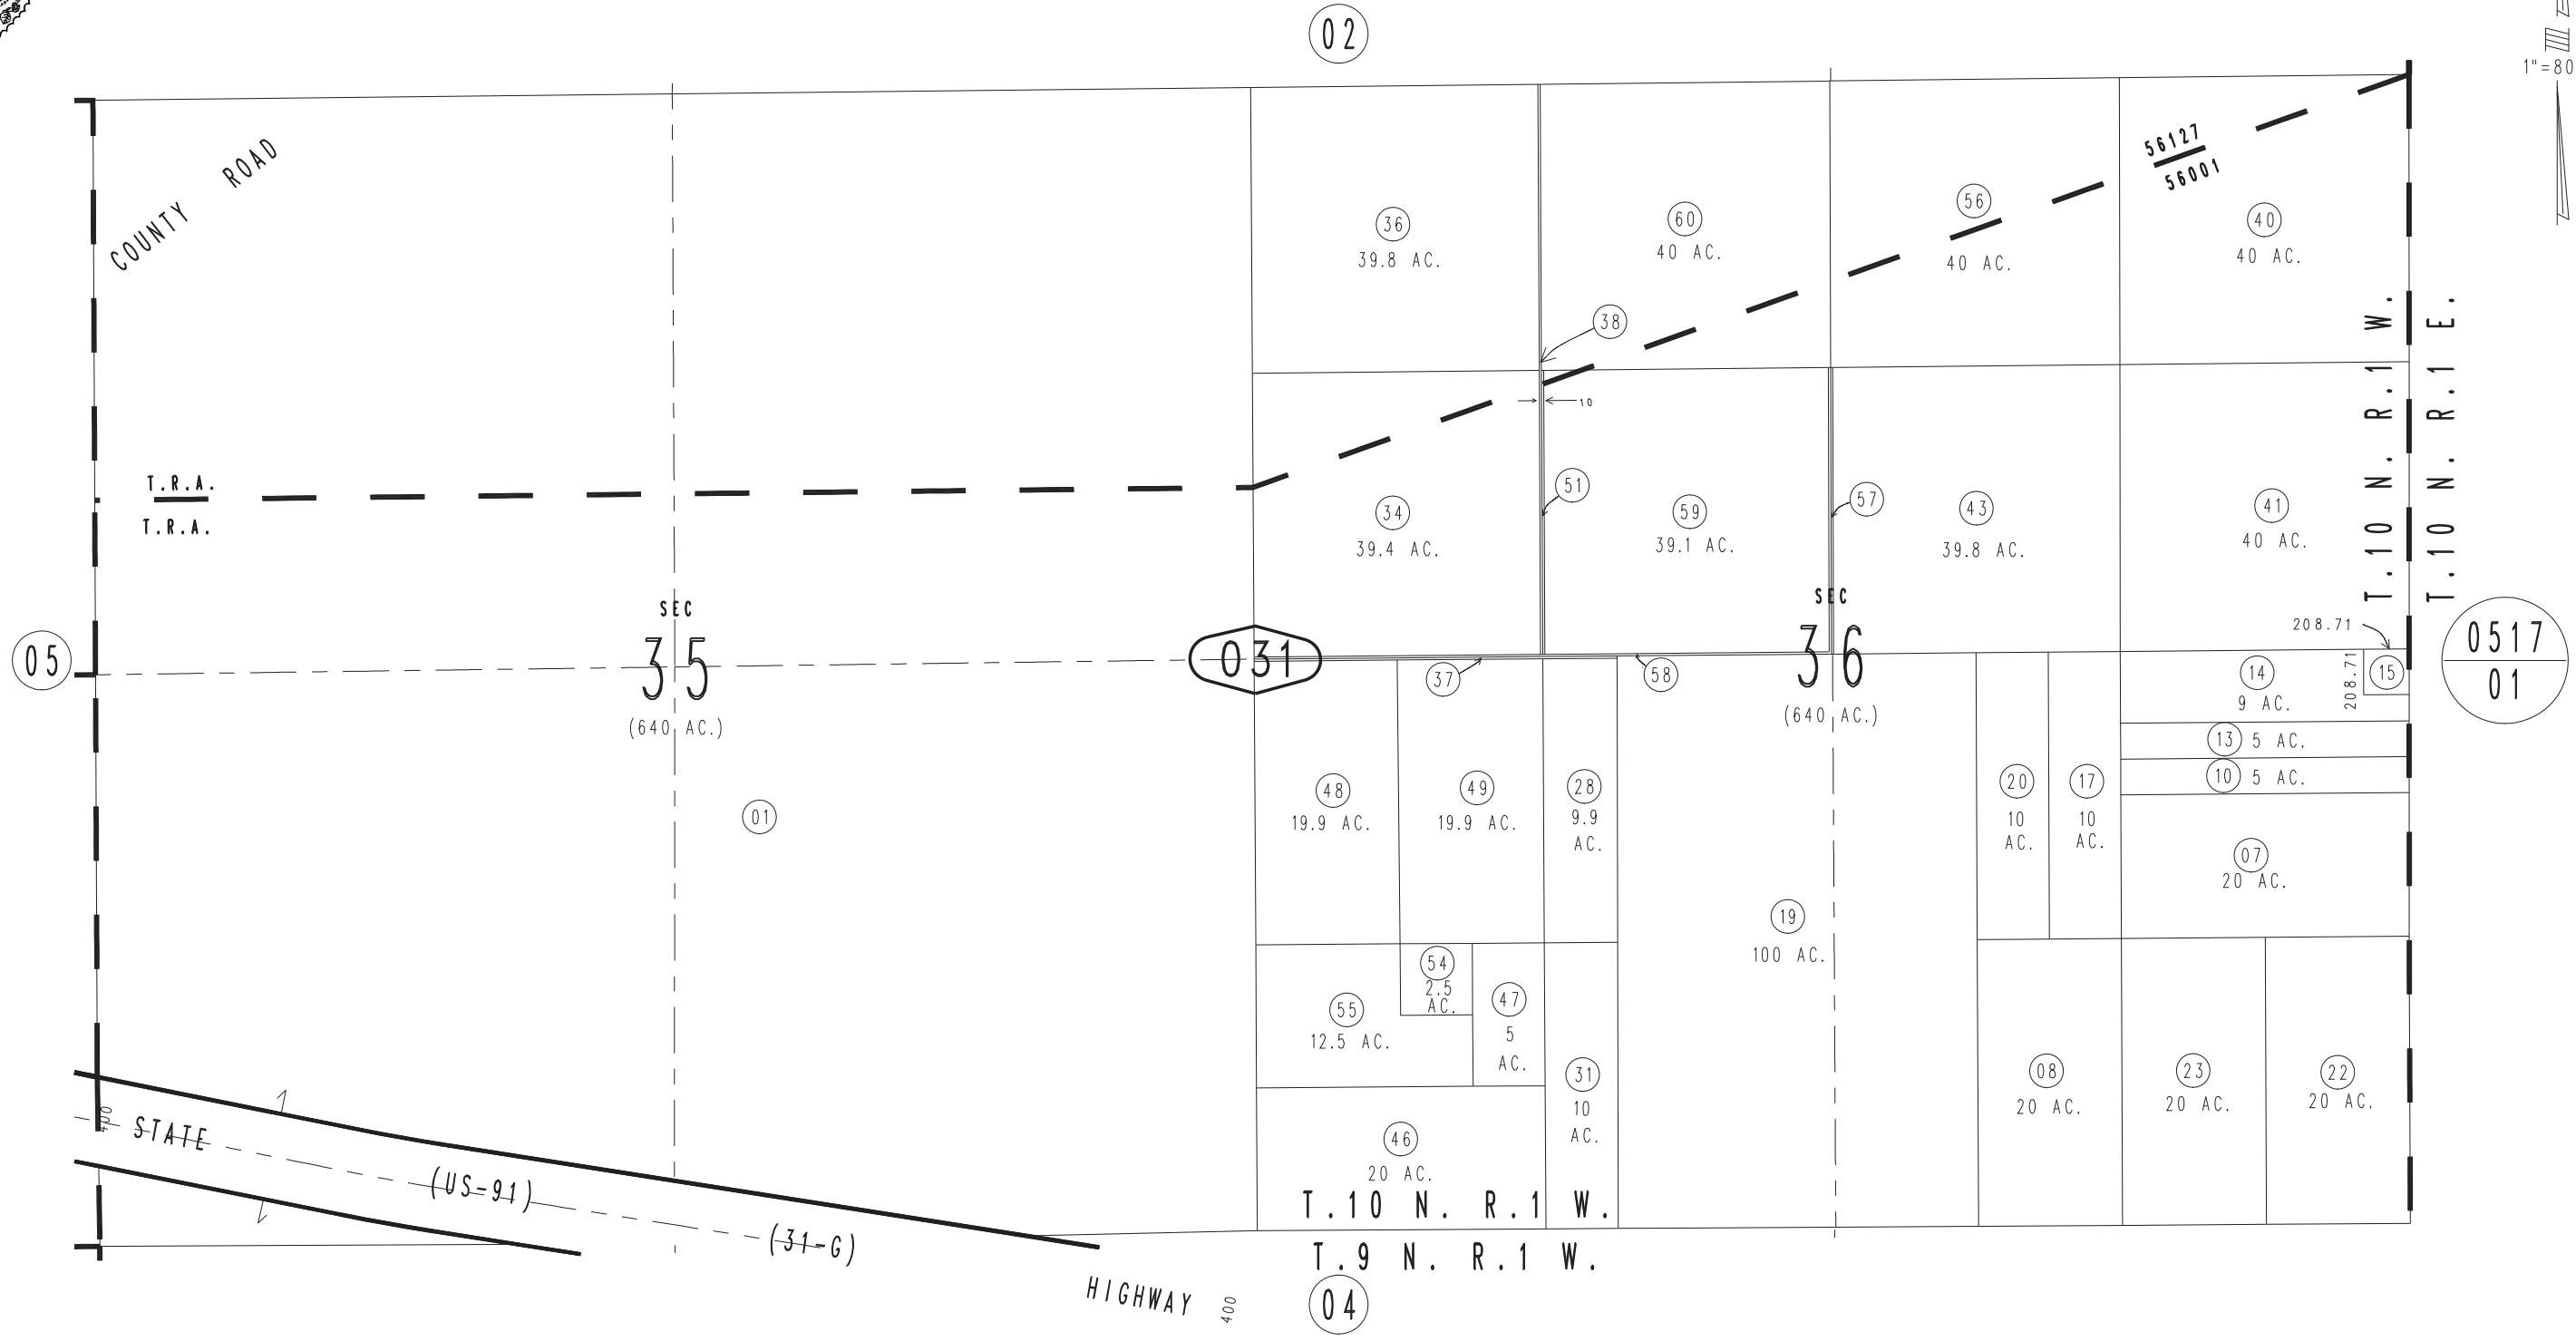 02
1"=80
COUNTY ROAD
56127
56001
36
39.8 AC.
60
40 AC.
56
40 AC.
40
40 AC.
38
10
T.R.A.
T.R.A.
34
39.4 AC.
51
59
39.1 AC.
57
43
39.8 AC.
41
40 AC.
T.10 N. R.1 W.
T.10 N. R.1 E.
SEC
35
(640 AC.)
05
031
37
58
SEC
36
(640 AC.)
208.71
208.71
14
9 AC.
15
0517
01
13 5 AC.
10 5 AC.
01
48
19.9 AC.
49
19.9 AC.
28
9.9
AC.
20
10
AC.
17
10
AC.
07
20 AC.
19
100 AC.
54
2.5
AC.
55
12.5 AC.
47
5
AC.
31
10
AC.
08
20 AC.
23
20 AC.
22
20 AC.
46
20 AC.
400
STATE
(US-91)
(31-G)
HIGHWAY
400
T.10 N. R.1 W.
T.9 N. R.1 W.
04